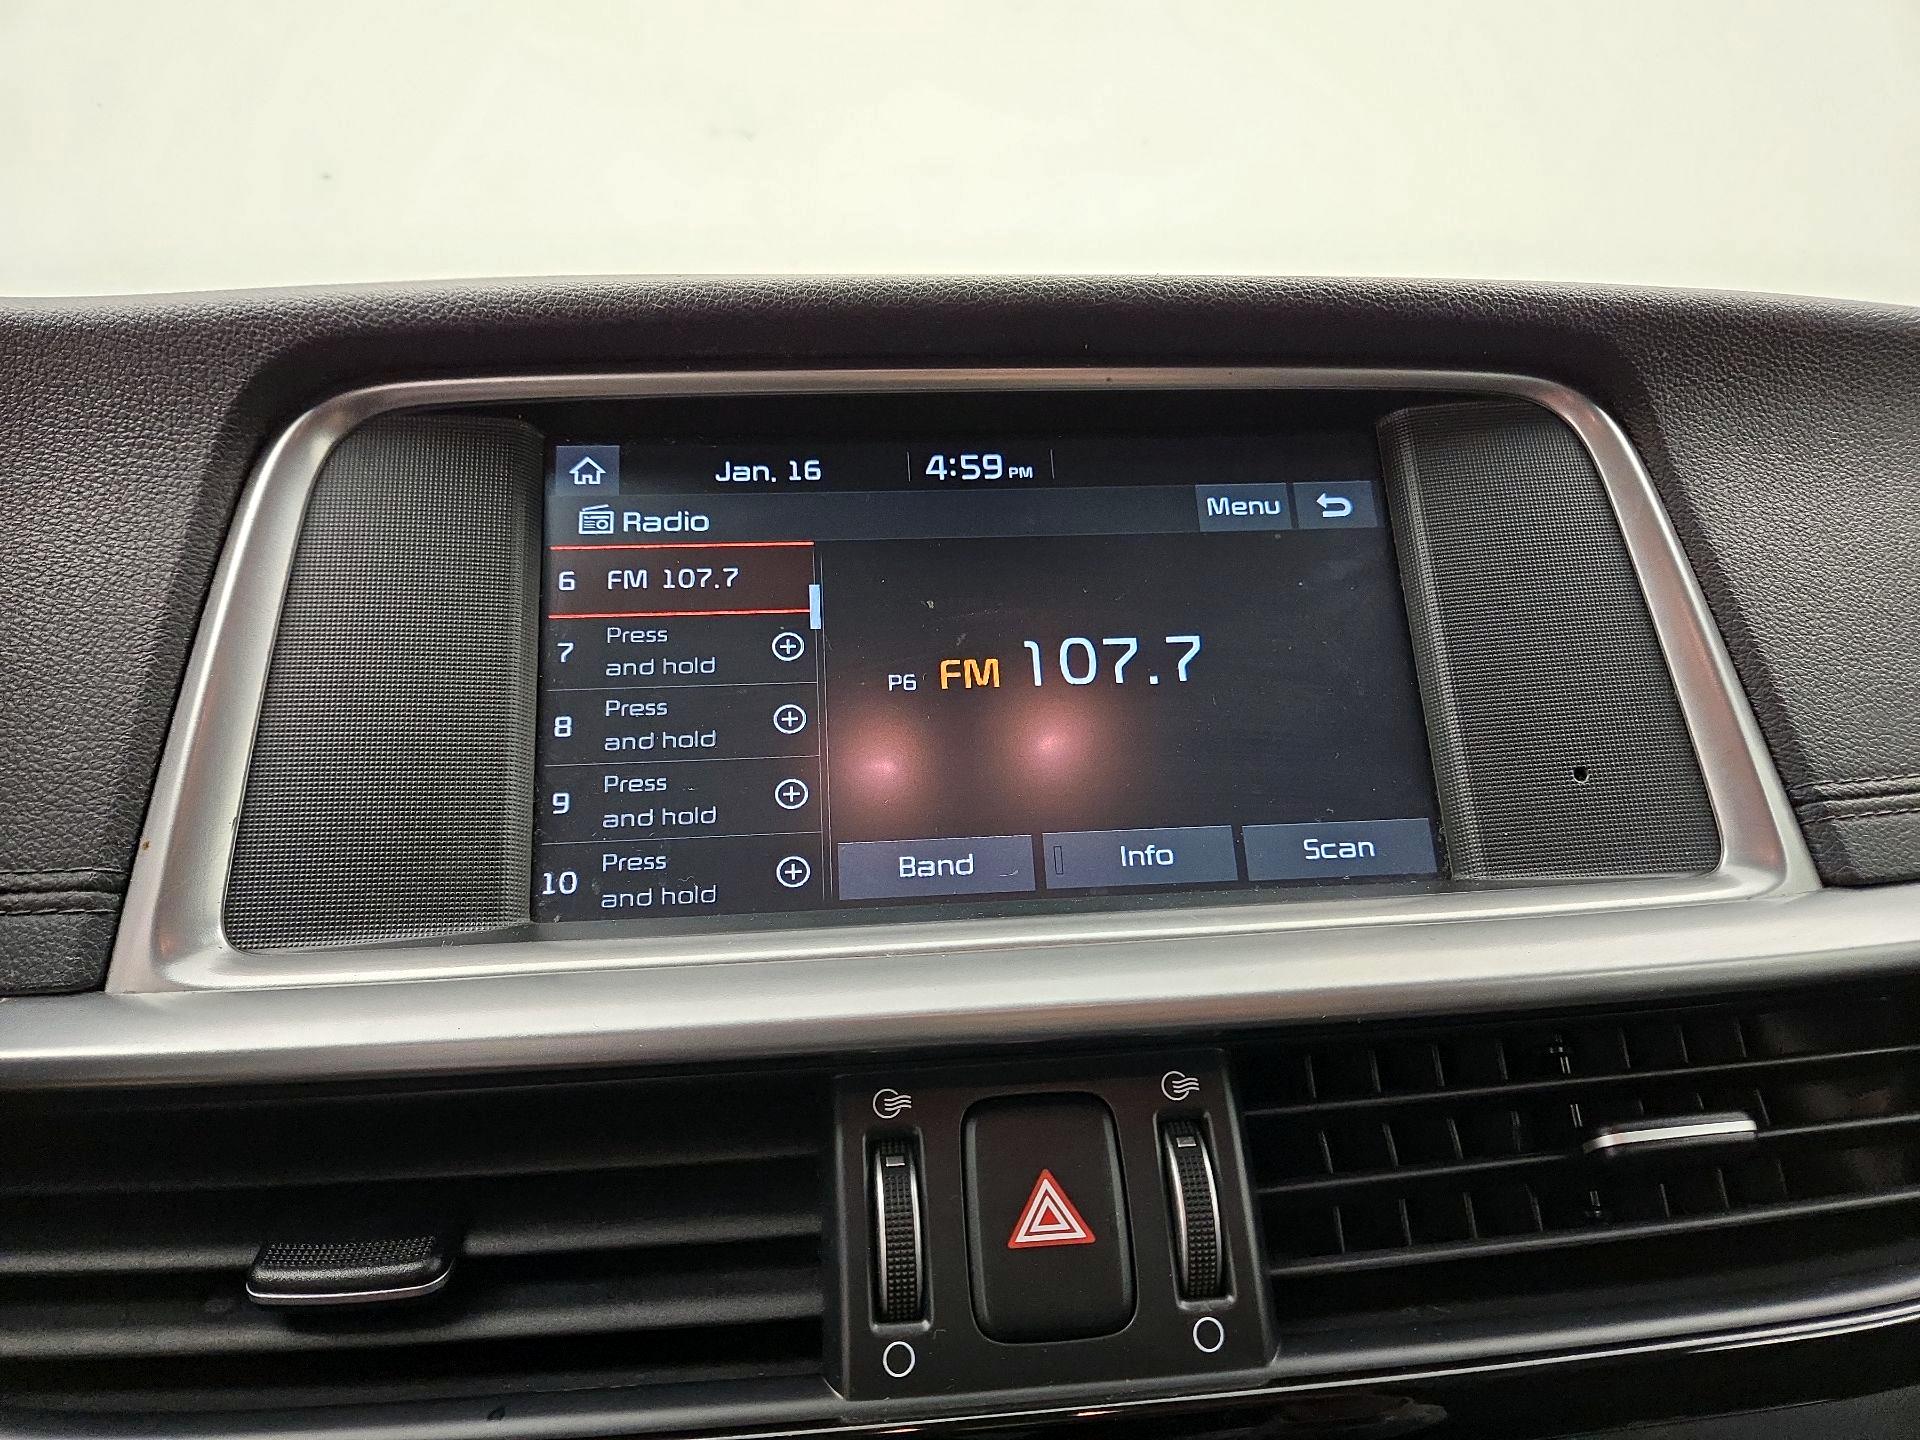 Jan. 16 4:59 PM
Radio Menu
6 FM 107.7
7 Press
and hold
8 Press
and hold
9 Press
and hold
10 Press
and hold
P6 FM 107.7
Band Info Scan